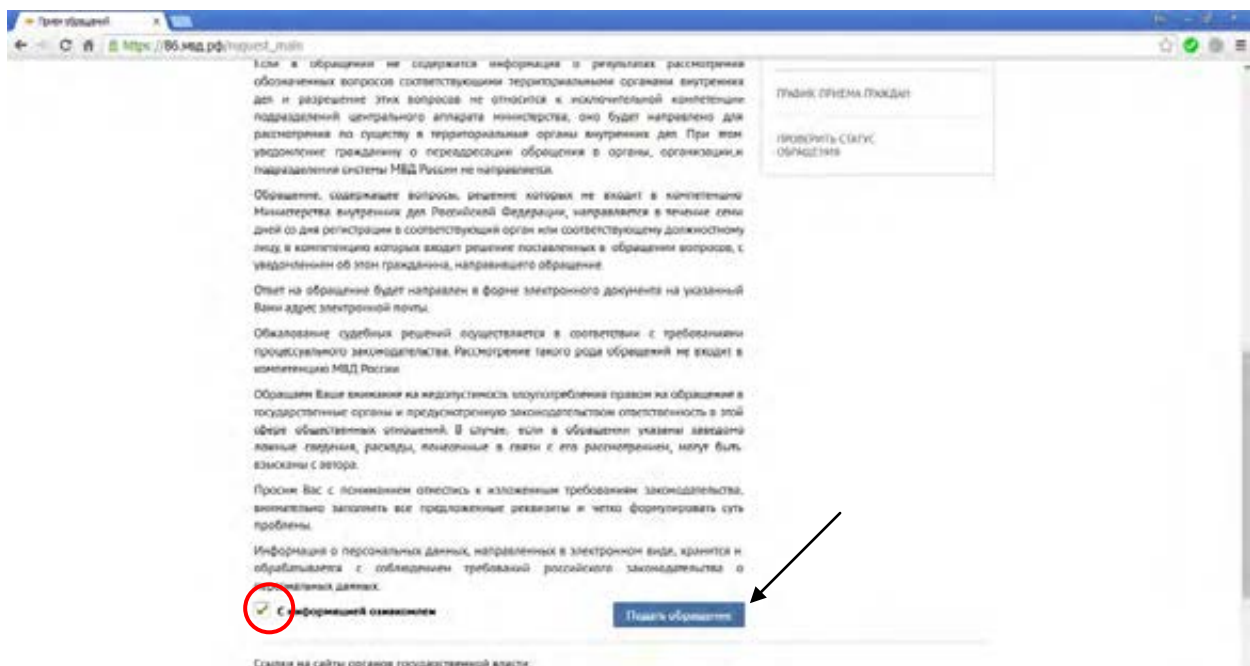 Прием обращений
https://86.мвд.рф/request_main
Если в обращении не содержится информация о результатах рассмотрения
обозначенных вопросов соответствующими территориальными органами внутренних
дел и разрешение этих вопросов не относится к исключительной компетенции
подразделений центрального аппарата министерства, оно будет направлено для
рассмотрения по существу в территориальные органы внутренних дел. При этом
уведомление гражданину о переадресации обращения в органы, организации,и
подразделения системы МВД России не направляется.
Обращение, содержащее вопросы, решение которых не входит в компетенцию
Министерства внутренних дел Российской Федерации, направляется в течение семи
дней со дня регистрации в соответствующий орган или соответствующему должностному
лицу, в компетенцию которых входит решение поставленных в обращении вопросов, с
уведомлением об этом гражданина, направившего обращение.
Ответ на обращение будет направлен в форме электронного документа на указанный
Вами адрес электронной почты.
Обжалование судебных решений осуществляется в соответствии с требованиями
процессуального законодательства. Рассмотрение такого рода обращений не входит в
компетенцию МВД России
Обращаем Ваше внимание на недопустимость злоупотребления правом на обращение в
государственные органы и предусмотренную законодательством ответственность в этой
сфере общественных отношений. В случае, если в обращении указаны заведомо
ложные сведения, расходы, понесенные в связи с его рассмотрением, могут быть
взысканы с автора.
Просим Вас с пониманием отнестись к изложенным требованиям законодательства,
внимательно заполнить все предложенные реквизиты и четко формулировать суть
проблемы.
Информация о персональных данных, направленных в электронном виде, хранится и
обрабатывается с соблюдением требований российского законодательства о
персональных данных.
С информацией ознакомлен
Подать обращение
ГРАФИК ПРИЕМА ГРАЖДАН
ПРОВЕРИТЬ СТАТУС
ОБРАЩЕНИЯ
Ссылки на сайты органов государственной власти